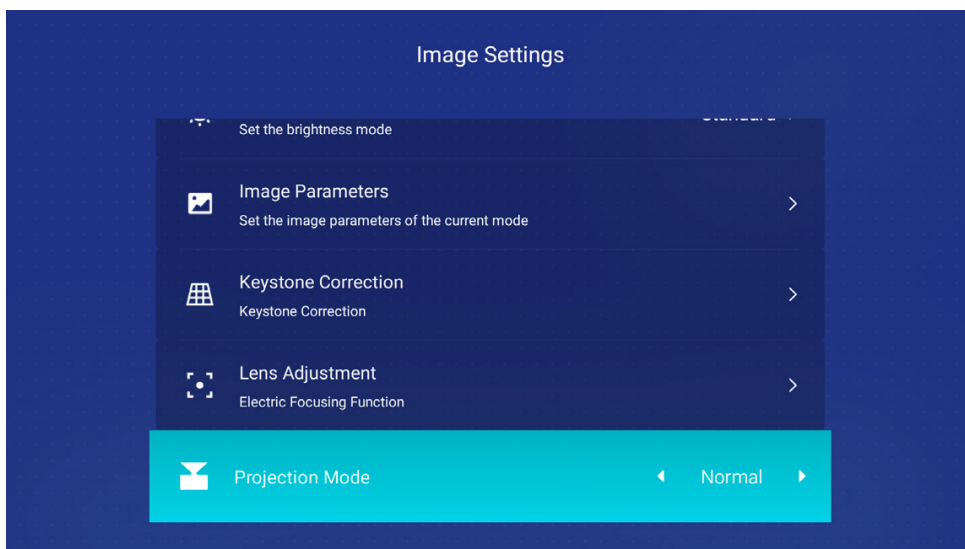 Image Settings
Set the brightness mode
Image Parameters
Set the image parameters of the current mode
Keystone Correction
Keystone Correction
Lens Adjustment
Electric Focusing Function
Projection Mode
Normal